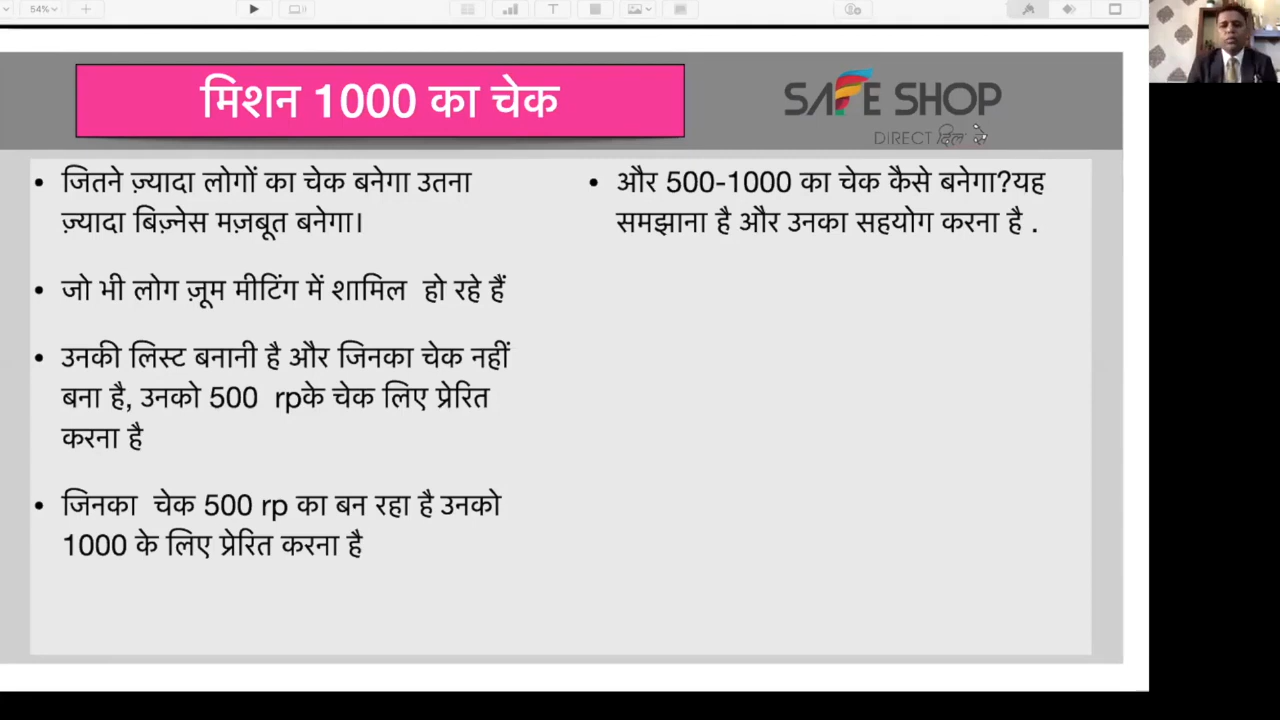 54%
मिशन 1000 का चेक
SAFE SHOP
DIRECT दिल से
जितने ज़्यादा लोगों का चेक बनेगा उतना
ज़्यादा बिज़्नेस मज़बूत बनेगा।
जो भी लोग ज़ूम मीटिंग में शामिल हो रहे हैं
उनकी लिस्ट बनानी है और जिनका चेक नहीं
बना है, उनको 500 rpके चेक लिए प्रेरित
करना है
जिनका चेक 500 rp का बन रहा है उनको
1000 के लिए प्रेरित करना है
और 500-1000 का चेक कैसे बनेगा?यह
समझाना है और उनका सहयोग करना है .